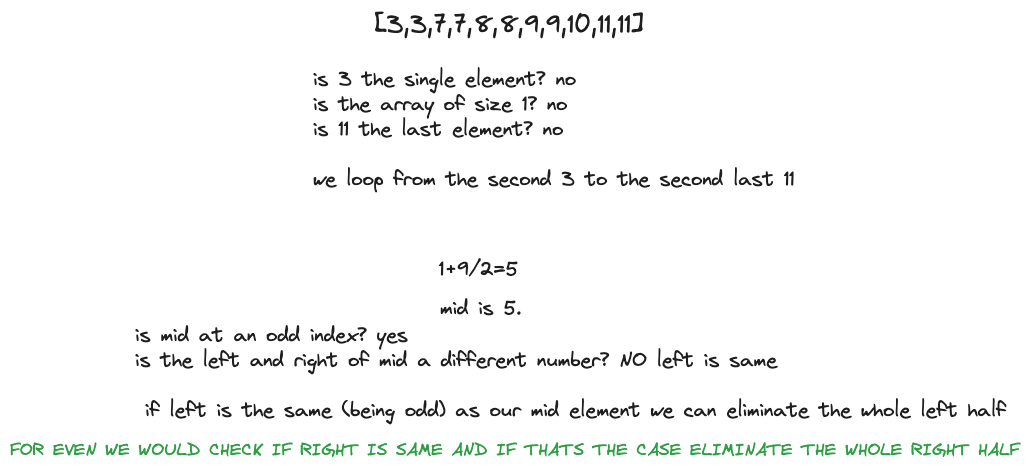 [3,3,7,7,8,8,9,9,10,11,11]
is 3 the single element? no
is the array of size 1? no
is 11 the last element? no
we loop from the second 3 to the second last 11
1+9/2=5
mid is 5.
is mid at an odd index? yes
is the left and right of mid a different number? NO left is same
if left is the same (being odd) as our mid element we can eliminate the whole left half
FOR EVEN WE WOULD CHECK IF RIGHT IS SAME AND IF THATS THE CASE ELIMINATE THE WHOLE RIGHT HALF